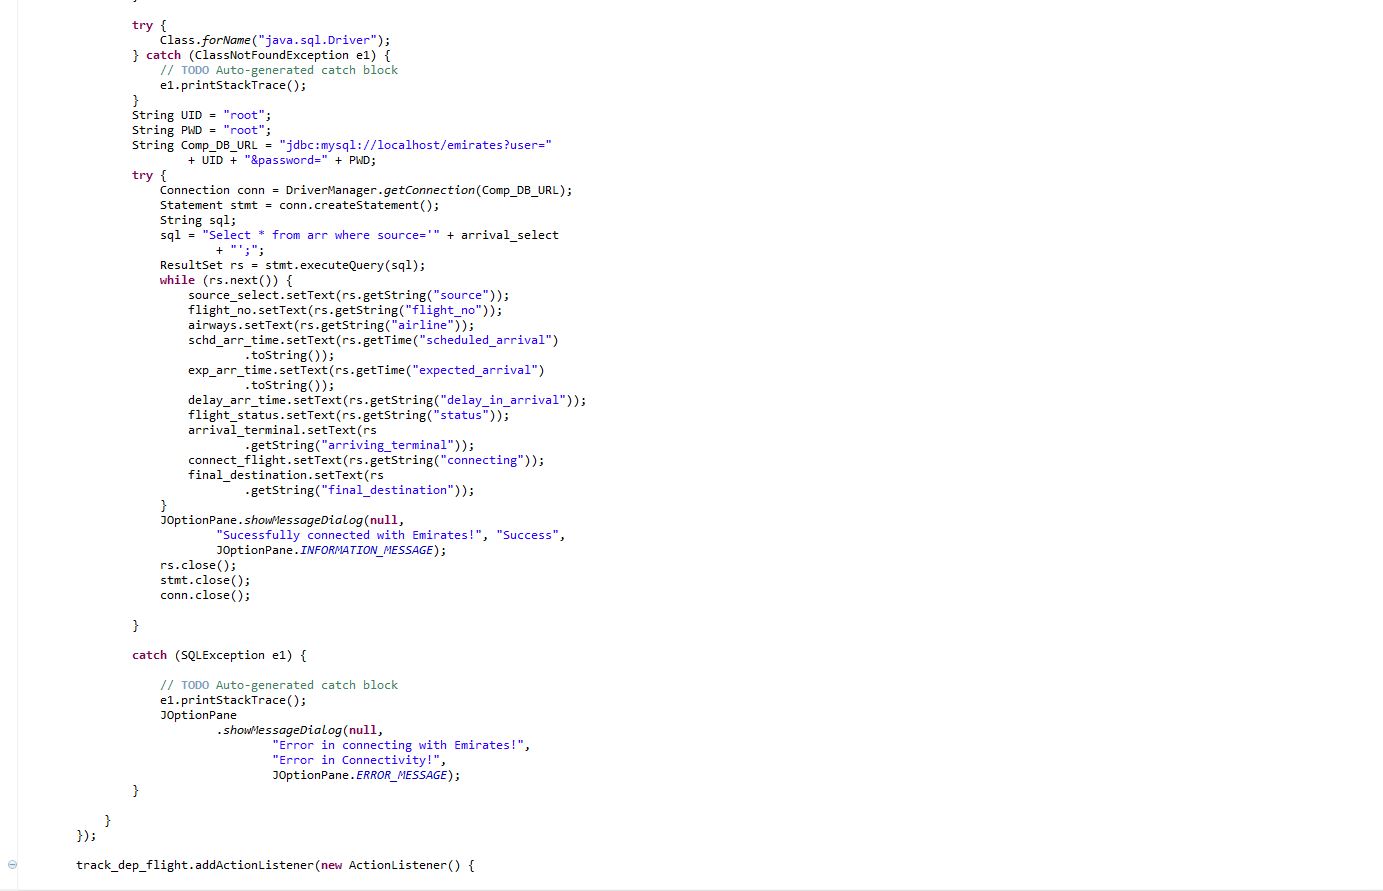 }
try {
Class.forName("java.sql.Driver");
} catch (ClassNotFoundException e1) {
// TODO Auto-generated catch block
e1.printStackTrace();
}
String UID = "root";
String PWD = "root";
String Comp_DB_URL = "jdbc:mysql://localhost/emirates?user="
+ UID + "&password=" + PWD;
try {
Connection conn = DriverManager.getConnection(Comp_DB_URL);
Statement stmt = conn.createStatement();
String sql;
sql = "Select * from arr where source='" + arrival_select
+ "';";
ResultSet rs = stmt.executeQuery(sql);
while (rs.next()) {
source_select.setText(rs.getString("source"));
flight_no.setText(rs.getString("flight_no"));
airways.setText(rs.getString("airline"));
schd_arr_time.setText(rs.getTime("scheduled_arrival")
.toString());
exp_arr_time.setText(rs.getTime("expected_arrival")
.toString());
delay_arr_time.setText(rs.getString("delay_in_arrival"));
flight_status.setText(rs.getString("status"));
arrival_terminal.setText(rs
.getString("arriving_terminal"));
connect_flight.setText(rs.getString("connecting"));
final_destination.setText(rs
.getString("final_destination"));
}
JOptionPane.showMessageDialog(null,
"Sucessfully connected with Emirates!", "Success",
JOptionPane.INFORMATION_MESSAGE);
rs.close();
stmt.close();
conn.close();
}
catch (SQLException e1) {
// TODO Auto-generated catch block
e1.printStackTrace();
JOptionPane
.showMessageDialog(null,
"Error in connecting with Emirates!",
"Error in Connectivity!",
JOptionPane.ERROR_MESSAGE);
}
}
});
track_dep_flight.addActionListener(new ActionListener() {